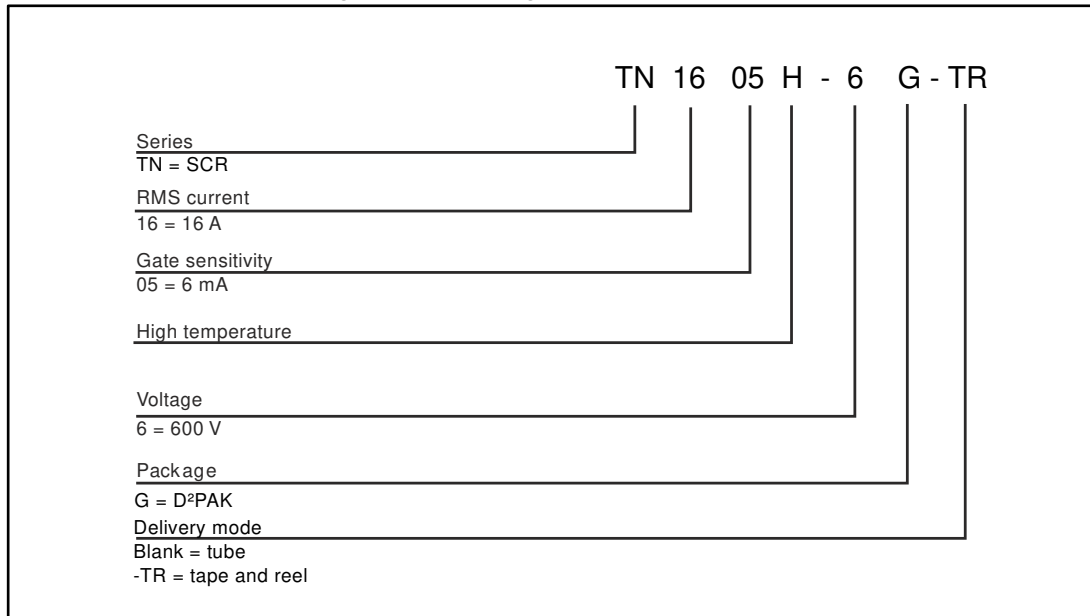 TN 16 05 H - 6 G - TR
Series
TN = SCR
RMS current
16 = 16 A
Gate sensitivity
05 = 6 mA
High temperature
Voltage
6 = 600 V
Package
G = D²PAK
Delivery mode
Blank = tube
-TR = tape and reel